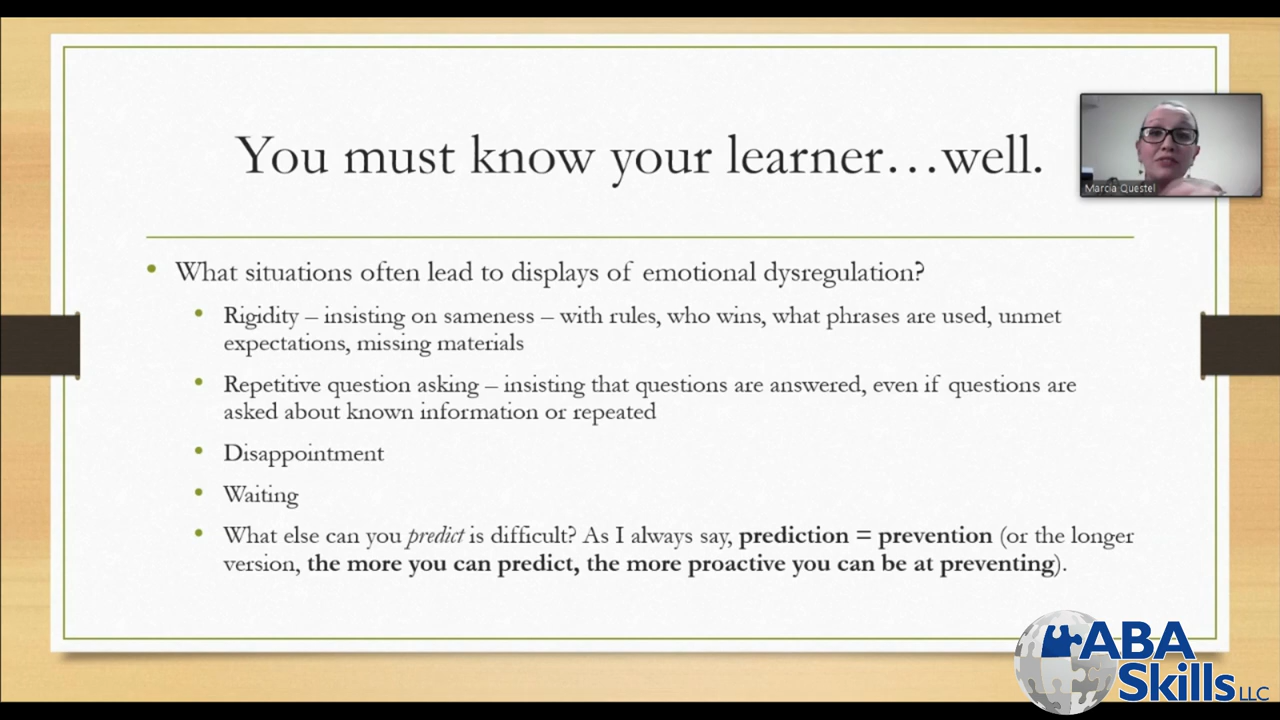 You must know your learner…well.
Marcia Questel
• What situations often lead to displays of emotional dysregulation?
• Rigidity – insisting on sameness – with rules, who wins, what phrases are used, unmet
expectations, missing materials
• Repetitive question asking – insisting that questions are answered, even if questions are
asked about known information or repeated
• Disappointment
• Waiting
• What else can you predict is difficult? As I always say, prediction = prevention (or the longer
version, the more you can predict, the more proactive you can be at preventing).
ABA
Skills LLC